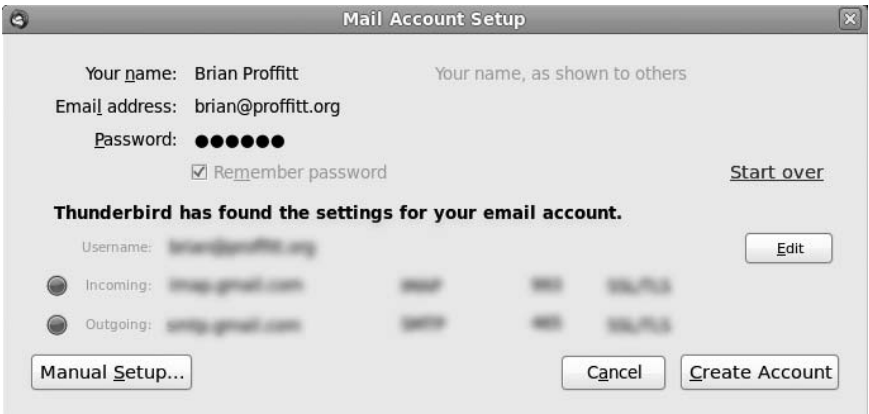 Mail Account Setup
Your name: Brian Proffitt Your name, as shown to others
Email address: brian@proffitt.org
Password: ●●●●●●
Remember password
Start over
Thunderbird has found the settings for your email account.
Username:
Edit
Incoming:
Outgoing:
Manual Setup... Cancel Create Account